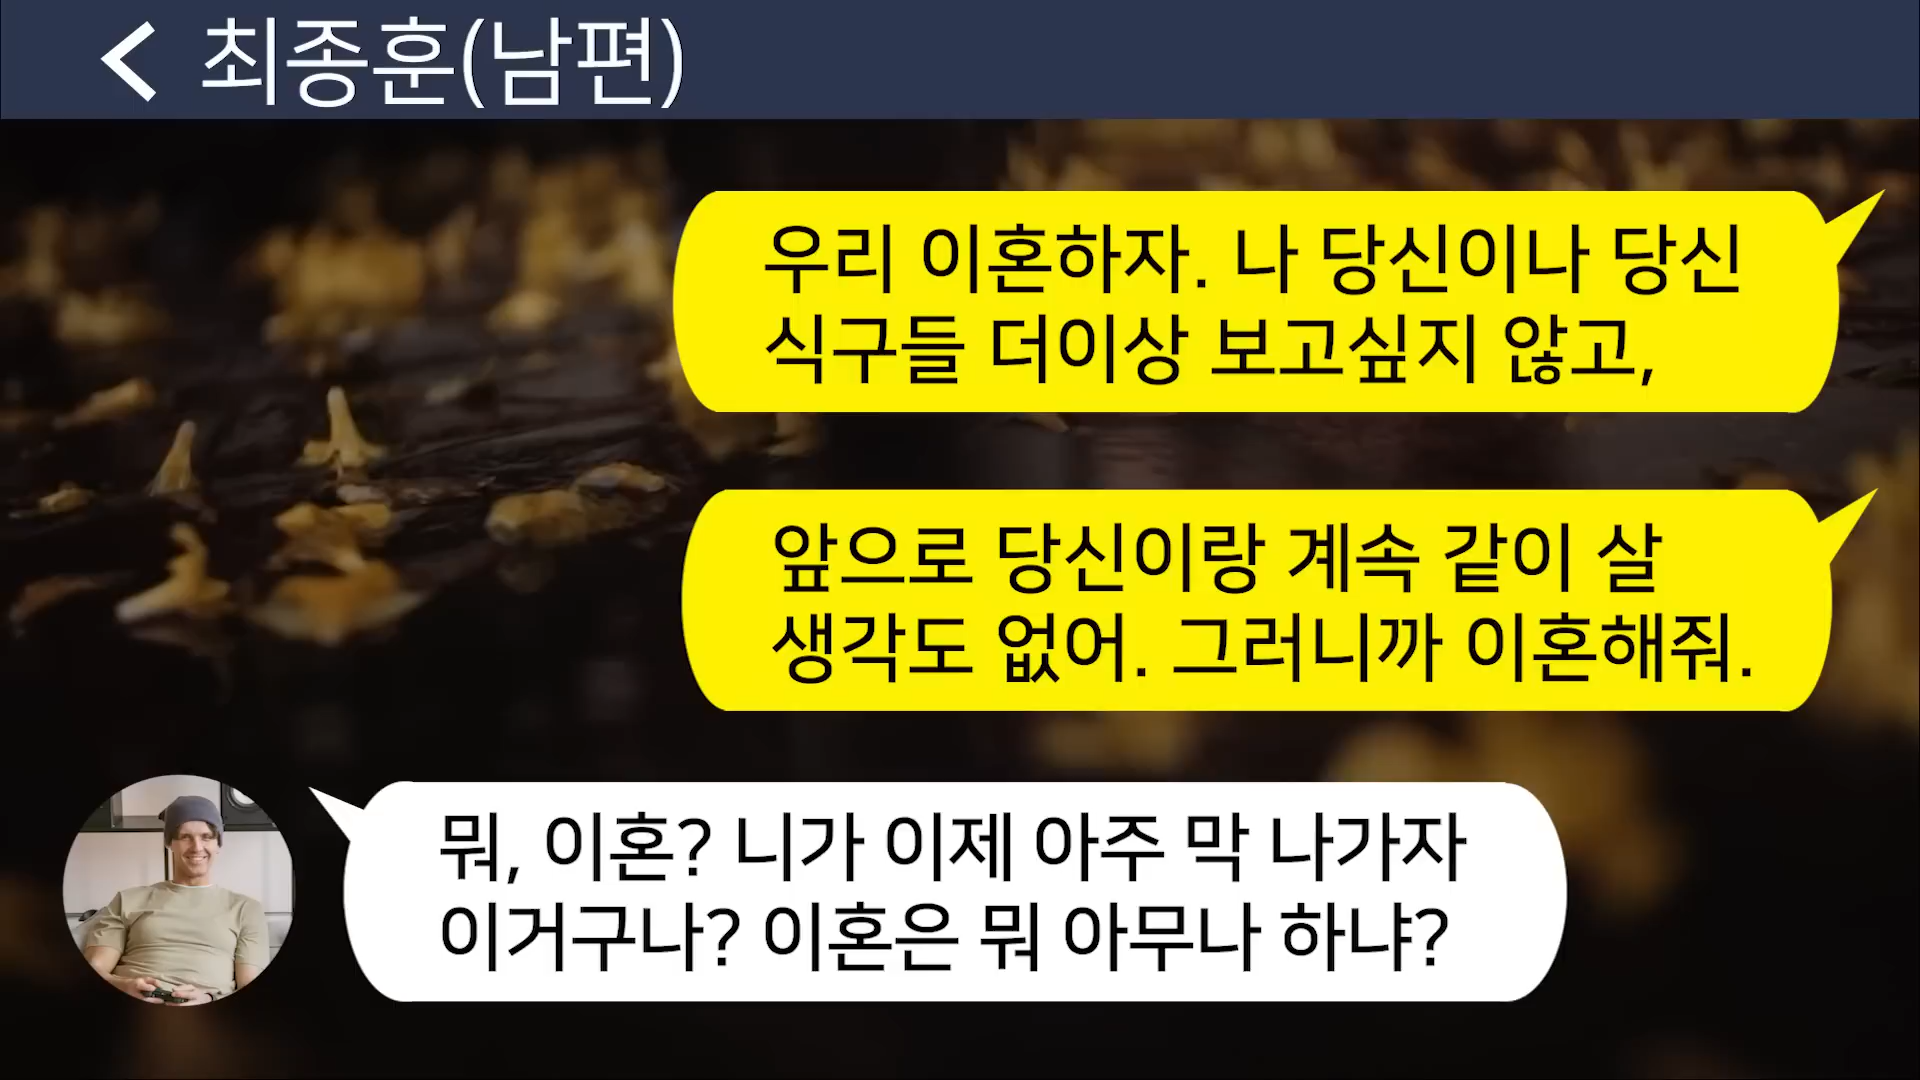 최종훈(남편)
우리 이혼하자. 나 당신이나 당신
식구들 더이상 보고싶지 않고,
앞으로 당신이랑 계속 같이 살
생각도 없어. 그러니까 이혼해줘.
뭐, 이혼? 니가 이제 아주 막 나가자
이거구나? 이혼은 뭐 아무나 하냐?